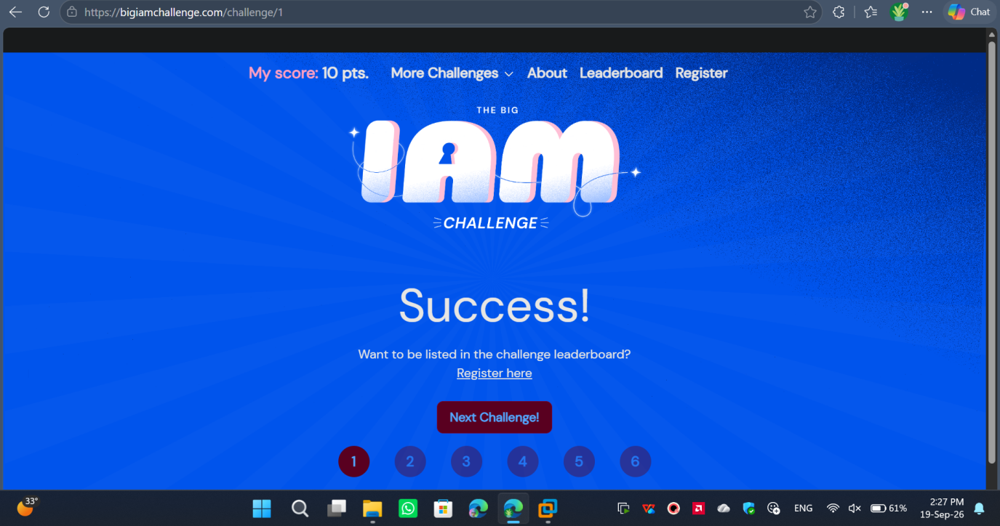 https://bigiamchallenge.com/challenge/1
Chat
My score: 10 pts. More Challenges About Leaderboard Register
THE BIG
IAM
CHALLENGE
Success!
Want to be listed in the challenge leaderboard?
Register here
Next Challenge!
1 2 3 4 5 6
33°
ENG
61%
2:27 PM
19-Sep-26